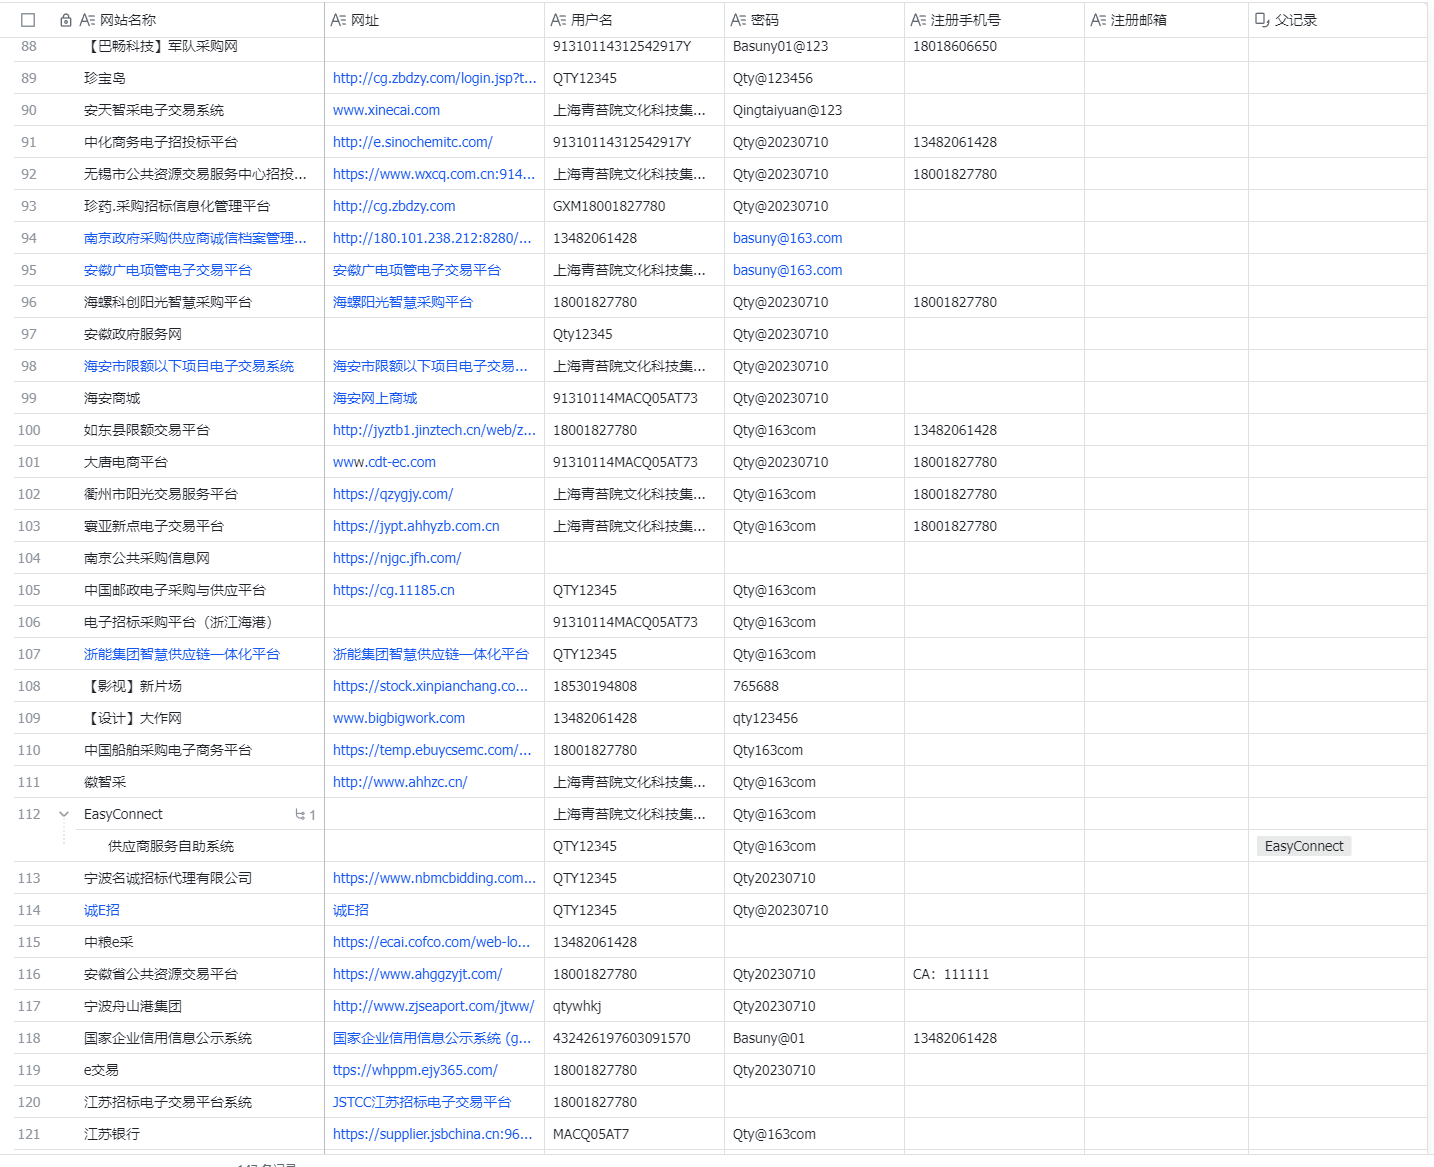 网站名称 网址 用户名 密码 注册手机号 注册邮箱 父记录
88 【巴畅科技】军队采购网 91310114312542917Y Basuny01@123 18018606650
89 珍宝岛 http://cg.zbdzy.com/login.jsp?t... QTY12345 Qty@123456
90 安天智采电子交易系统 www.xinecai.com 上海青苔院文化科技集... Qingtaiyuan@123
91 中化商务电子招投标平台 http://e.sinochemitc.com/ 91310114312542917Y Qty@20230710 13482061428
92 无锡市公共资源交易服务中心招投... https://www.wxcq.com.cn:914... 上海青苔院文化科技集... Qty@20230710 18001827780
93 珍药.采购招标信息化管理平台 http://cg.zbdzy.com GXM18001827780 Qty@20230710
94 南京政府采购供应商诚信档案管理... http://180.101.238.212:8280/... 13482061428 basuny@163.com
95 安徽广电项管电子交易平台 安徽广电项管电子交易平台 上海青苔院文化科技集... basuny@163.com
96 海螺科创阳光智慧采购平台 海螺阳光智慧采购平台 18001827780 Qty@20230710 18001827780
97 安徽政府服务网 Qty12345 Qty@20230710
98 海安市限额以下项目电子交易系统 海安市限额以下项目电子交易... 上海青苔院文化科技集... Qty@20230710
99 海安商城 海安网上商城 91310114MACQ05AT73 Qty@20230710
100 如东县限额交易平台 http://jyztb1.jinztech.cn/web/z... 18001827780 Qty@163com 13482061428
101 大唐电商平台 www.cdt-ec.com 91310114MACQ05AT73 Qty@20230710 18001827780
102 衢州市阳光交易服务平台 https://qzygjy.com/ 上海青苔院文化科技集... Qty@163com 18001827780
103 寰亚新点电子交易平台 https://jypt.ahhyzb.com.cn 上海青苔院文化科技集... Qty@163com 18001827780
104 南京公共采购信息网 https://njgc.jfh.com/
105 中国邮政电子采购与供应平台 https://cg.11185.cn QTY12345 Qty@163com
106 电子招标采购平台（浙江海港） 91310114MACQ05AT73 Qty@163com
107 浙能集团智慧供应链一体化平台 浙能集团智慧供应链一体化平台 QTY12345 Qty@163com
108 【影视】新片场 https://stock.xinpianchang.co... 18530194808 765688
109 【设计】大作网 www.bigbigwork.com 13482061428 qty123456
110 中国船舶采购电子商务平台 https://temp.ebuycsemc.com/... 18001827780 Qty163com
111 徽智采 http://www.ahhzc.cn/ 上海青苔院文化科技集... Qty@163com
112 EasyConnect 1 上海青苔院文化科技集... Qty@163com
供应商服务自助系统 QTY12345 Qty@163com EasyConnect
113 宁波名诚招标代理有限公司 https://www.nbmcbidding.com... QTY12345 Qty20230710
114 诚E招 诚E招 QTY12345 Qty@20230710
115 中粮e采 https://ecai.cofco.com/web-lo... 13482061428
116 安徽省公共资源交易平台 https://www.ahggzyjt.com/ 18001827780 Qty20230710 CA：111111
117 宁波舟山港集团 http://www.zjseaport.com/jtww/ qtywhkj Qty20230710
118 国家企业信用信息公示系统 国家企业信用信息公示系统 (g... 432426197603091570 Basuny@01 13482061428
119 e交易 ttps://whppm.ejy365.com/ 18001827780 Qty20230710
120 江苏招标电子交易平台系统 JSTCC江苏招标电子交易平台 18001827780
121 江苏银行 https://supplier.jsbchina.cn:96... MACQ05AT7 Qty@163com